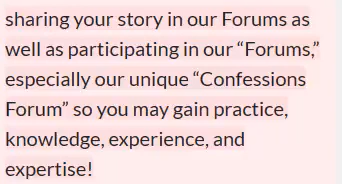 sharing your story in our Forums as
well as participating in our “Forums,”
especially our unique “Confessions
Forum” so you may gain practice,
knowledge, experience, and
expertise!